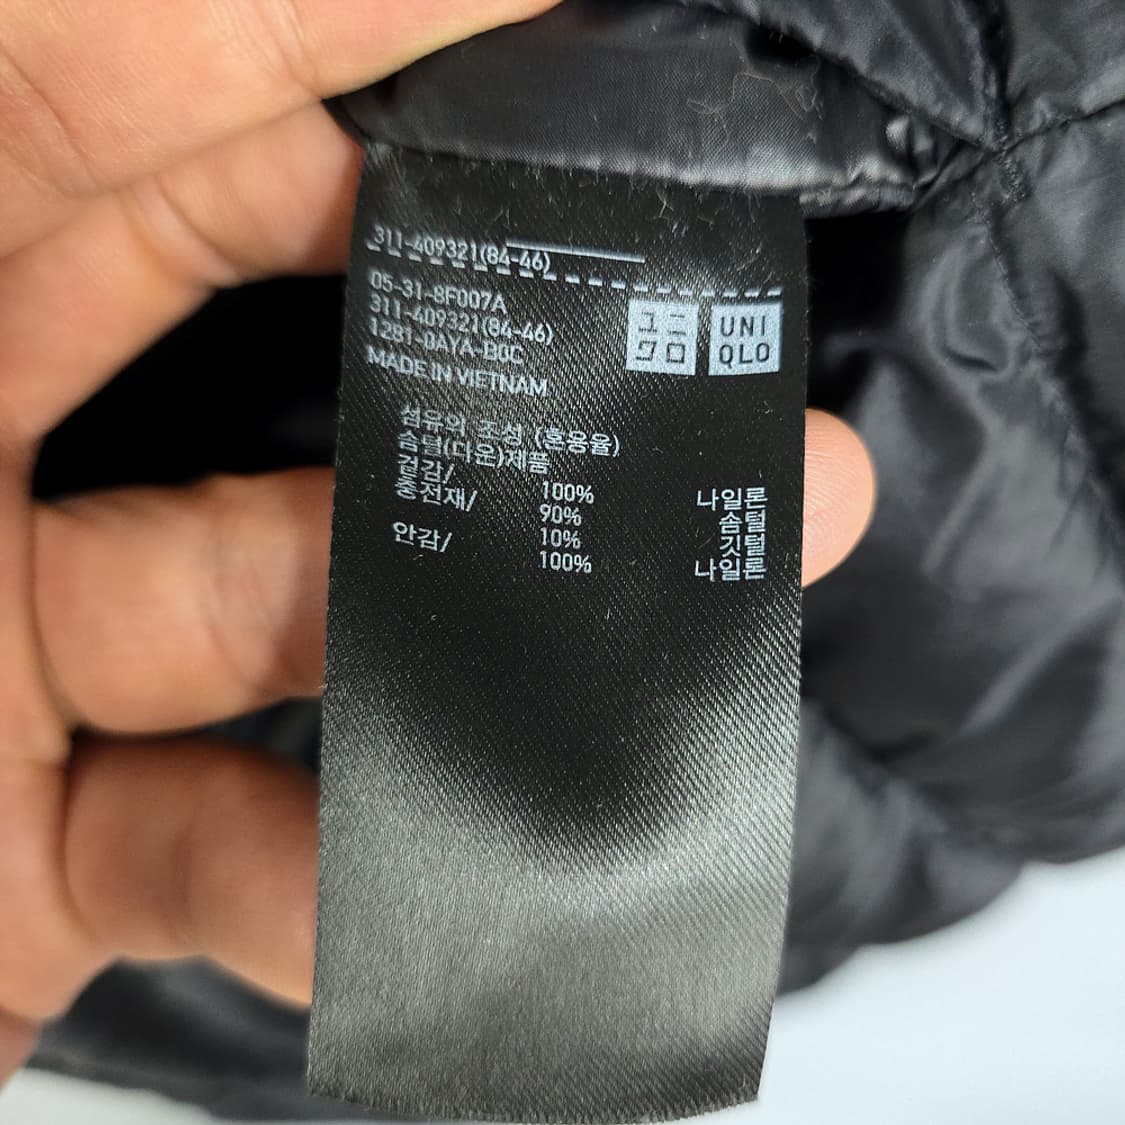 311-409321(84-46)
05-31-8F007A
311-409321(84-46)
1281-0AYA-B0C
MADE IN VIETNAM
ユニ
クロ
UNI
QLO
섬유의 조성 (혼용율)
솜털(다운)제품
겉감/ 100% 나일론
충전재/ 90% 솜털
10% 깃털
안감/ 100% 나일론